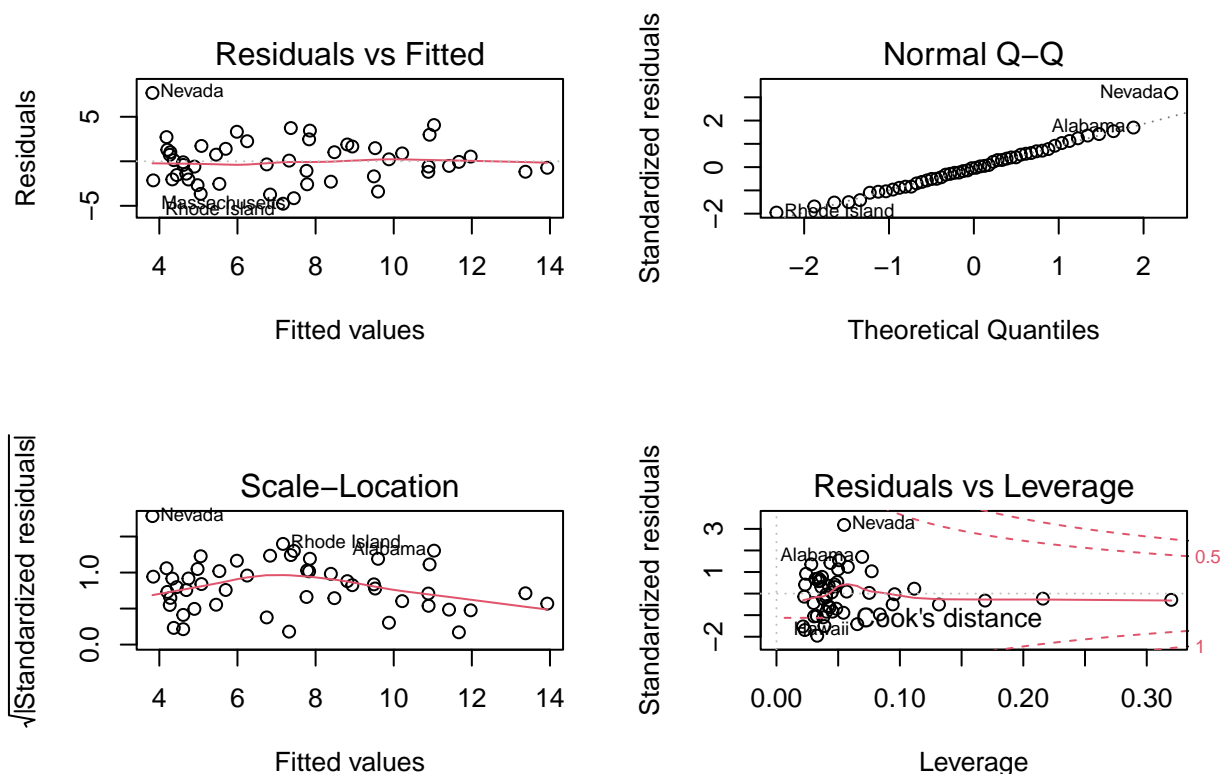 Residuals vs Fitted
Residuals
5
−5
Nevada
Massachusetts
Rhode Island
4 6 8 10 12 14
Fitted values
Normal Q−Q
Standardized residuals
2
0
−2
Nevada
Alabama
Rhode Island
−2 −1 0 1 2
Theoretical Quantiles
Scale−Location
√|Standardized residuals|
1.0
0.0
Nevada
Rhode Island
Alabama
4 6 8 10 12 14
Fitted values
Residuals vs Leverage
Standardized residuals
3
1
−2
Nevada
Alabama
Hawaii
Cook's distance
0.5
1
0.00 0.10 0.20 0.30
Leverage